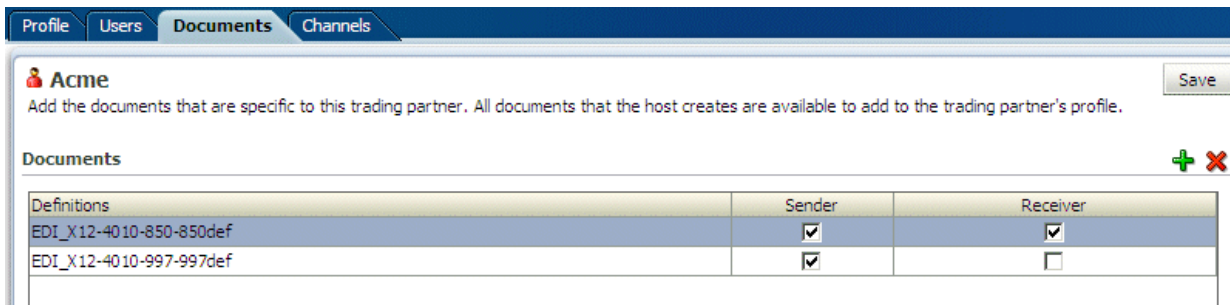 Profile Users Documents Channels
Acme
Save
Add the documents that are specific to this trading partner. All documents that the host creates are available to add to the trading partner's profile.
Documents
Definitions Sender Receiver
EDI_X12-4010-850-850def
EDI_X12-4010-997-997def